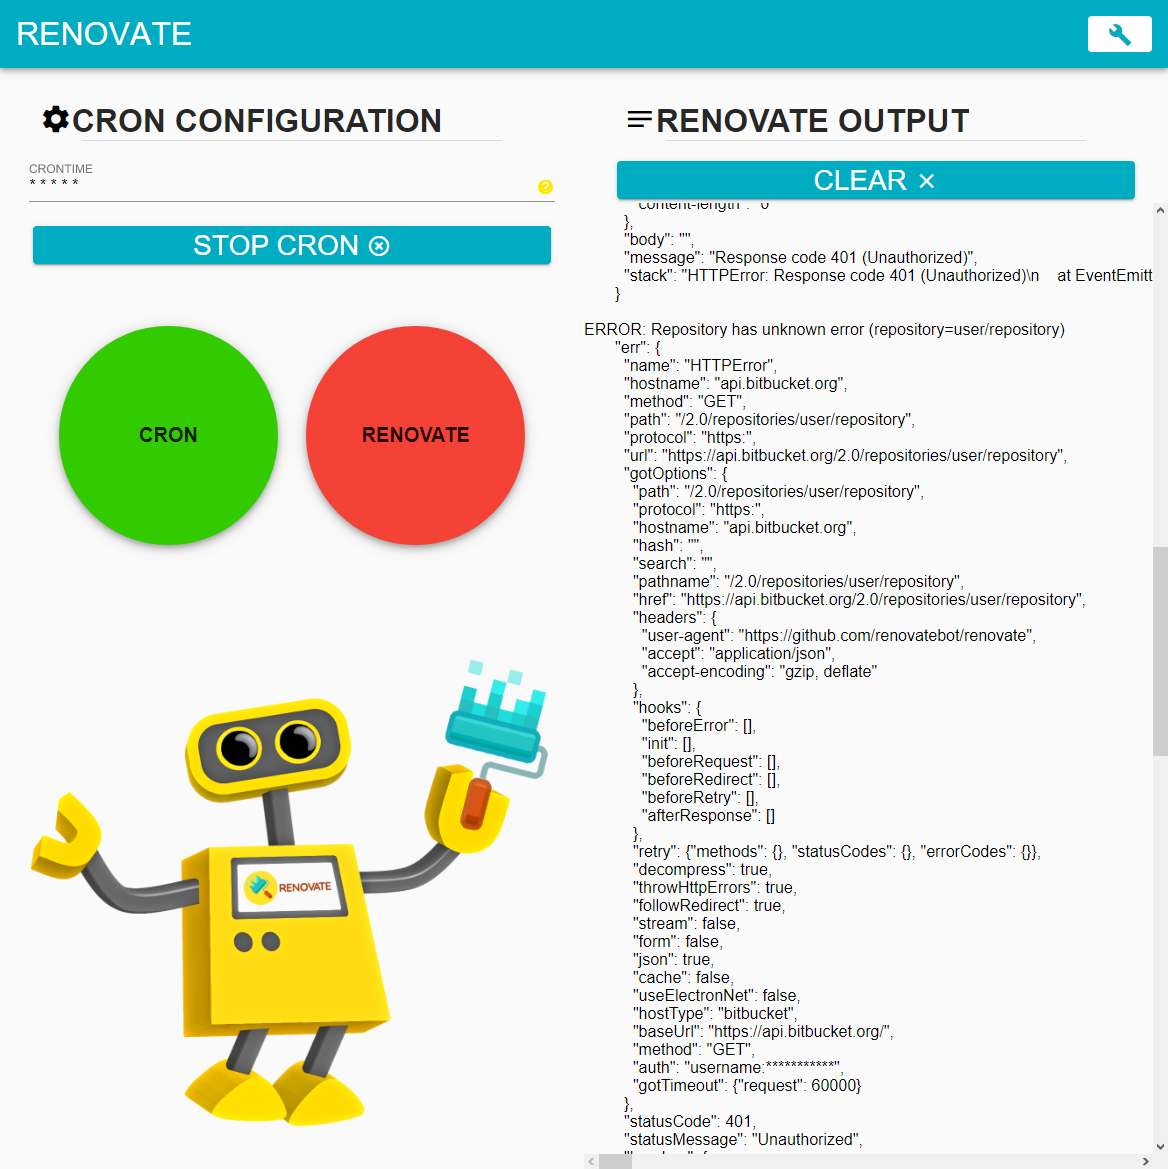 RENOVATE
CRON CONFIGURATION
CRONTIME
* * * * *
?
STOP CRON
CRON
RENOVATE
RENOVATE
RENOVATE OUTPUT
CLEAR
"content-length": "0"
},
"body": "",
"message": "Response code 401 (Unauthorized)",
"stack": "HTTPError: Response code 401 (Unauthorized)\n    at EventEmitt
}
ERROR: Repository has unknown error (repository=user/repository)
"err": {
"name": "HTTPError",
"hostname": "api.bitbucket.org",
"method": "GET",
"path": "/2.0/repositories/user/repository",
"protocol": "https:",
"url": "https://api.bitbucket.org/2.0/repositories/user/repository",
"gotOptions": {
"path": "/2.0/repositories/user/repository",
"protocol": "https:",
"hostname": "api.bitbucket.org",
"hash": "",
"search": "",
"pathname": "/2.0/repositories/user/repository",
"href": "https://api.bitbucket.org/2.0/repositories/user/repository",
"headers": {
"user-agent": "https://github.com/renovatebot/renovate",
"accept": "application/json",
"accept-encoding": "gzip, deflate"
},
"hooks": {
"beforeError": [],
"init": [],
"beforeRequest": [],
"beforeRedirect": [],
"beforeRetry": [],
"afterResponse": []
},
"retry": {"methods": {}, "statusCodes": {}, "errorCodes": {}},
"decompress": true,
"throwHttpErrors": true,
"followRedirect": true,
"stream": false,
"form": false,
"json": true,
"cache": false,
"useElectronNet": false,
"hostType": "bitbucket",
"baseUrl": "https://api.bitbucket.org/",
"method": "GET",
"auth": "username:***********",
"gotTimeout": {"request": 60000}
},
"statusCode": 401,
"statusMessage": "Unauthorized",